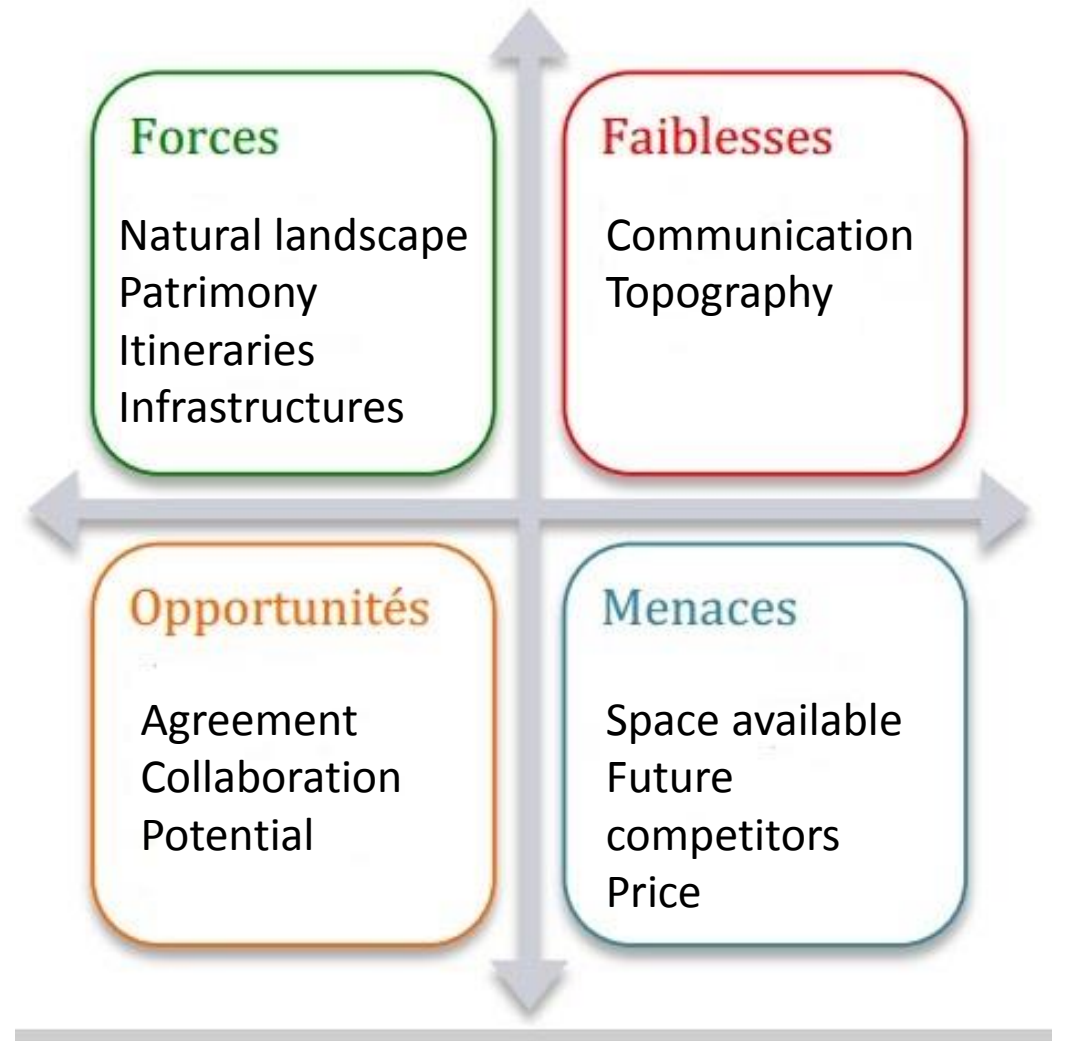 Forces
Natural landscape
Patrimony
Itineraries
Infrastructures
Faiblesses
Communication
Topography
Opportunités
Agreement
Collaboration
Potential
Menaces
Space available
Future
competitors
Price